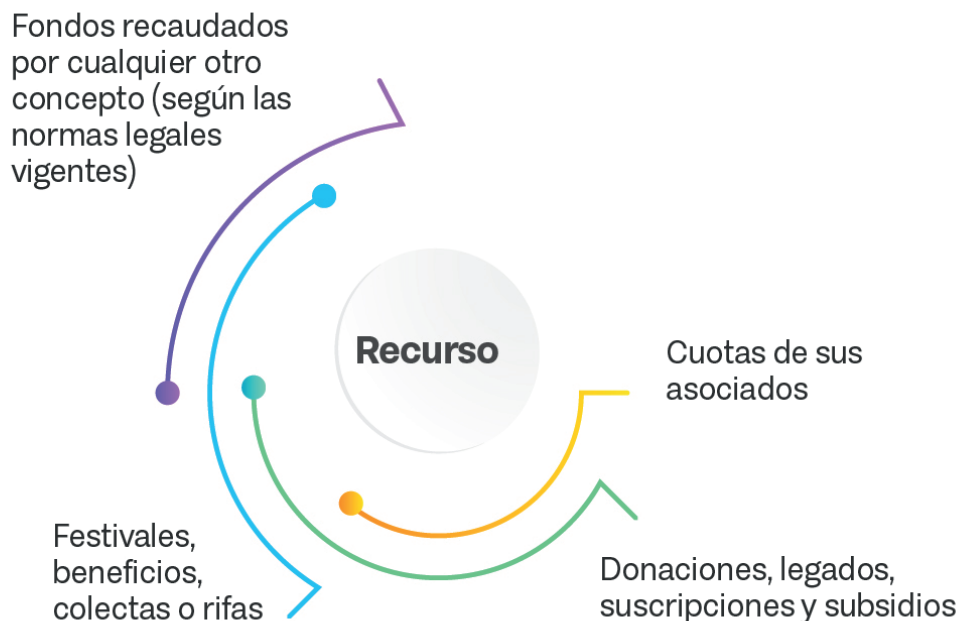 Fondos recaudados
por cualquier otro
concepto (según las
normas legales
vigentes)
Recurso
Cuotas de sus
asociados
Festivales,
beneficios,
colectas o rifas
Donaciones, legados,
suscripciones y subsidios